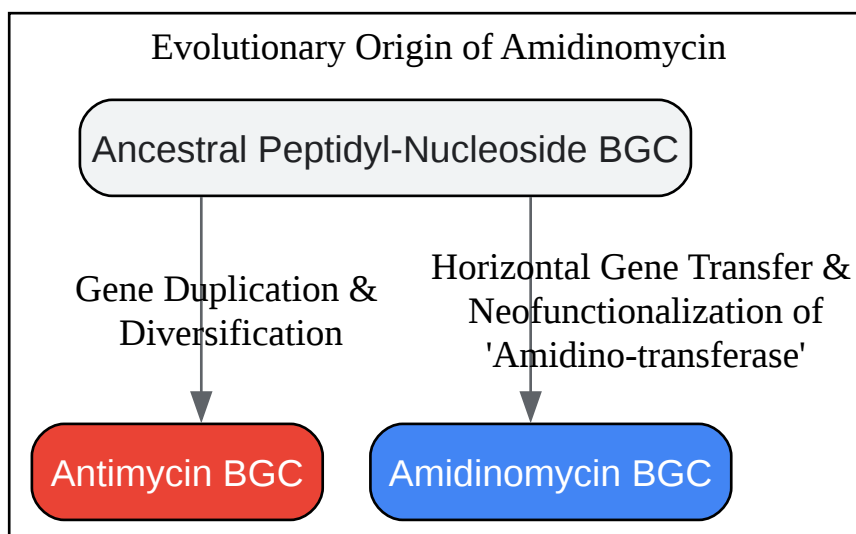 Evolutionary Origin of Amidinomycin
Ancestral Peptidyl-Nucleoside BGC
Gene Duplication &
Diversification
Horizontal Gene Transfer &
Neofunctionalization of
'Amidino-transferase'
Antimycin BGC
Amidinomycin BGC